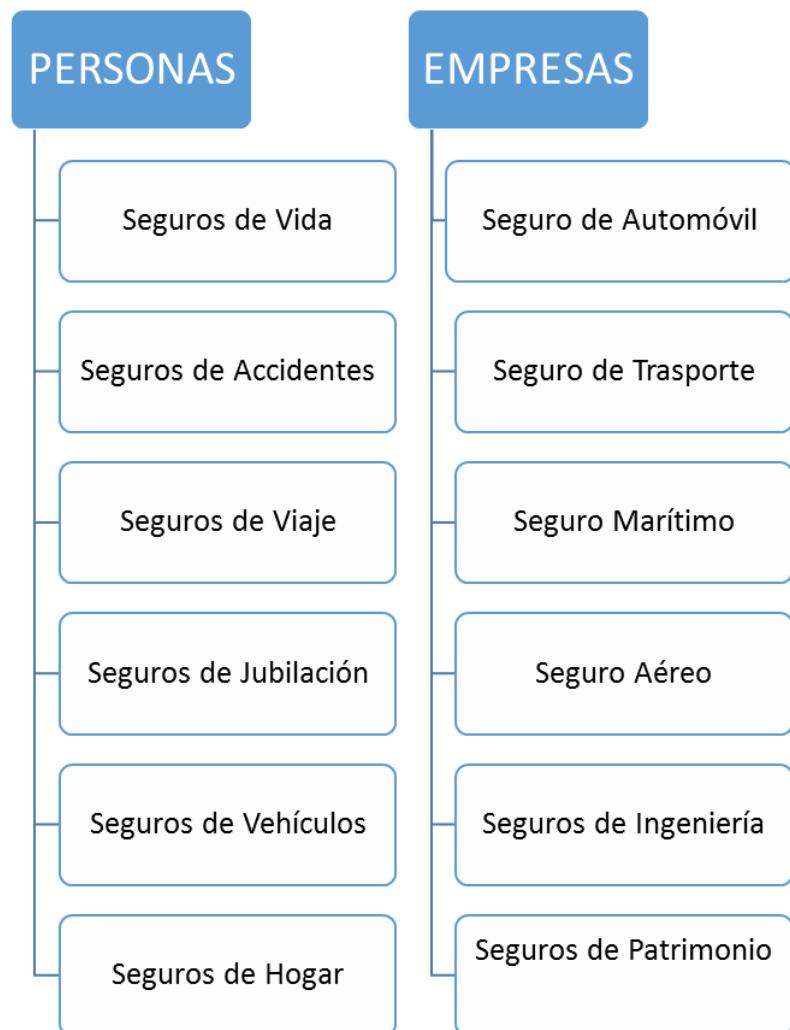 PERSONAS
Seguros de Vida
Seguros de Accidentes
Seguros de Viaje
Seguros de Jubilación
Seguros de Vehículos
Seguros de Hogar
EMPRESAS
Seguro de Automóvil
Seguro de Trasporte
Seguro Marítimo
Seguro Aéreo
Seguros de Ingeniería
Seguros de Patrimonio